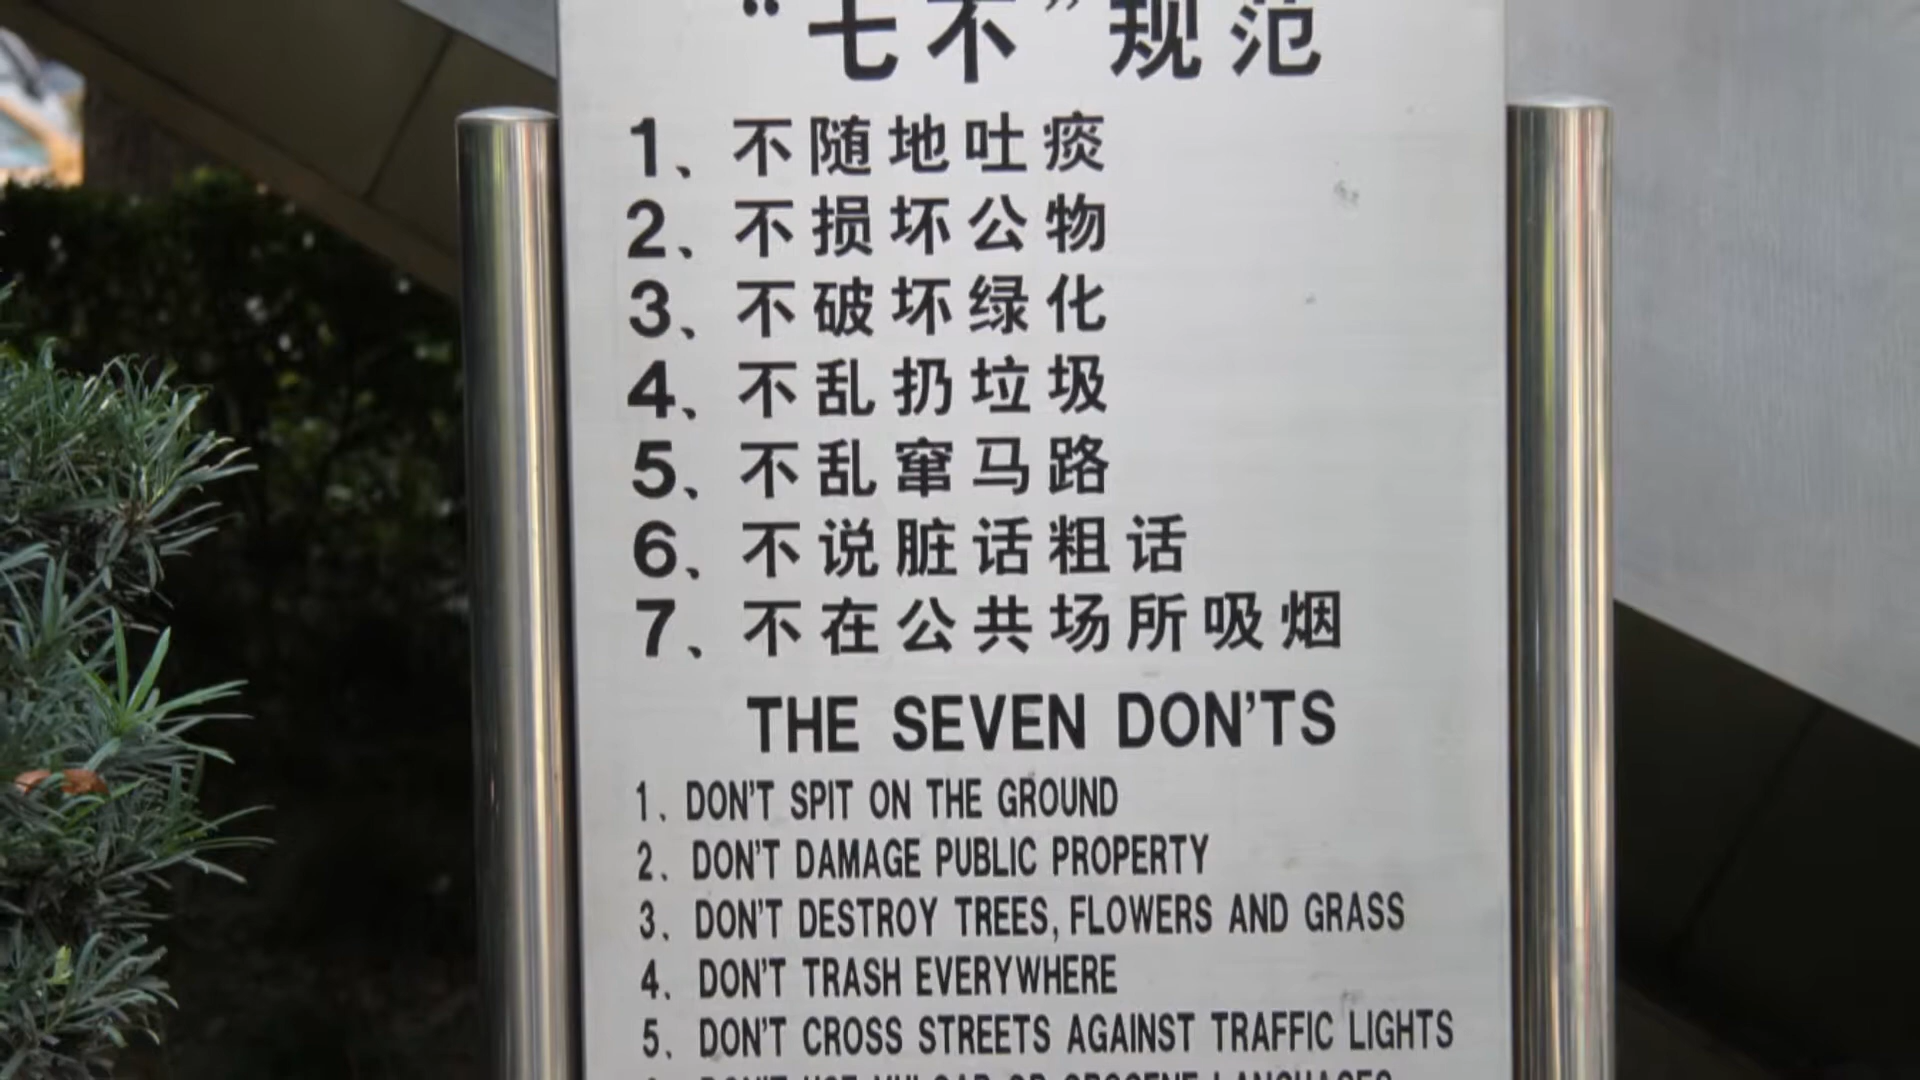 “七不”规范
1、不随地吐痰
2、不损坏公物
3、不破坏绿化
4、不乱扔垃圾
5、不乱窜马路
6、不说脏话粗话
7、不在公共场所吸烟
THE SEVEN DON'TS
1. DON'T SPIT ON THE GROUND
2. DON'T DAMAGE PUBLIC PROPERTY
3. DON'T DESTROY TREES, FLOWERS AND GRASS
4. DON'T TRASH EVERYWHERE
5. DON'T CROSS STREETS AGAINST TRAFFIC LIGHTS